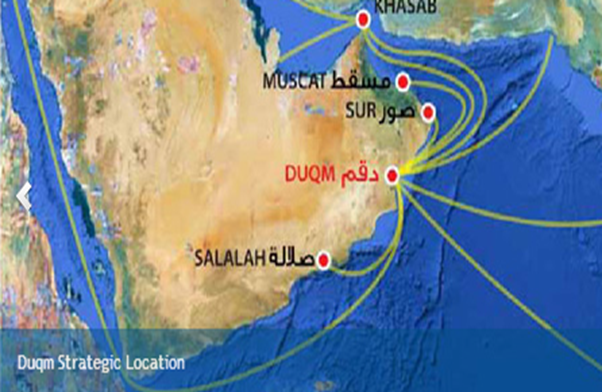 KHASAB
MUSCAT مسقط
SUR صور
DUQM دقم
SALALAH صلالة
Duqm Strategic Location